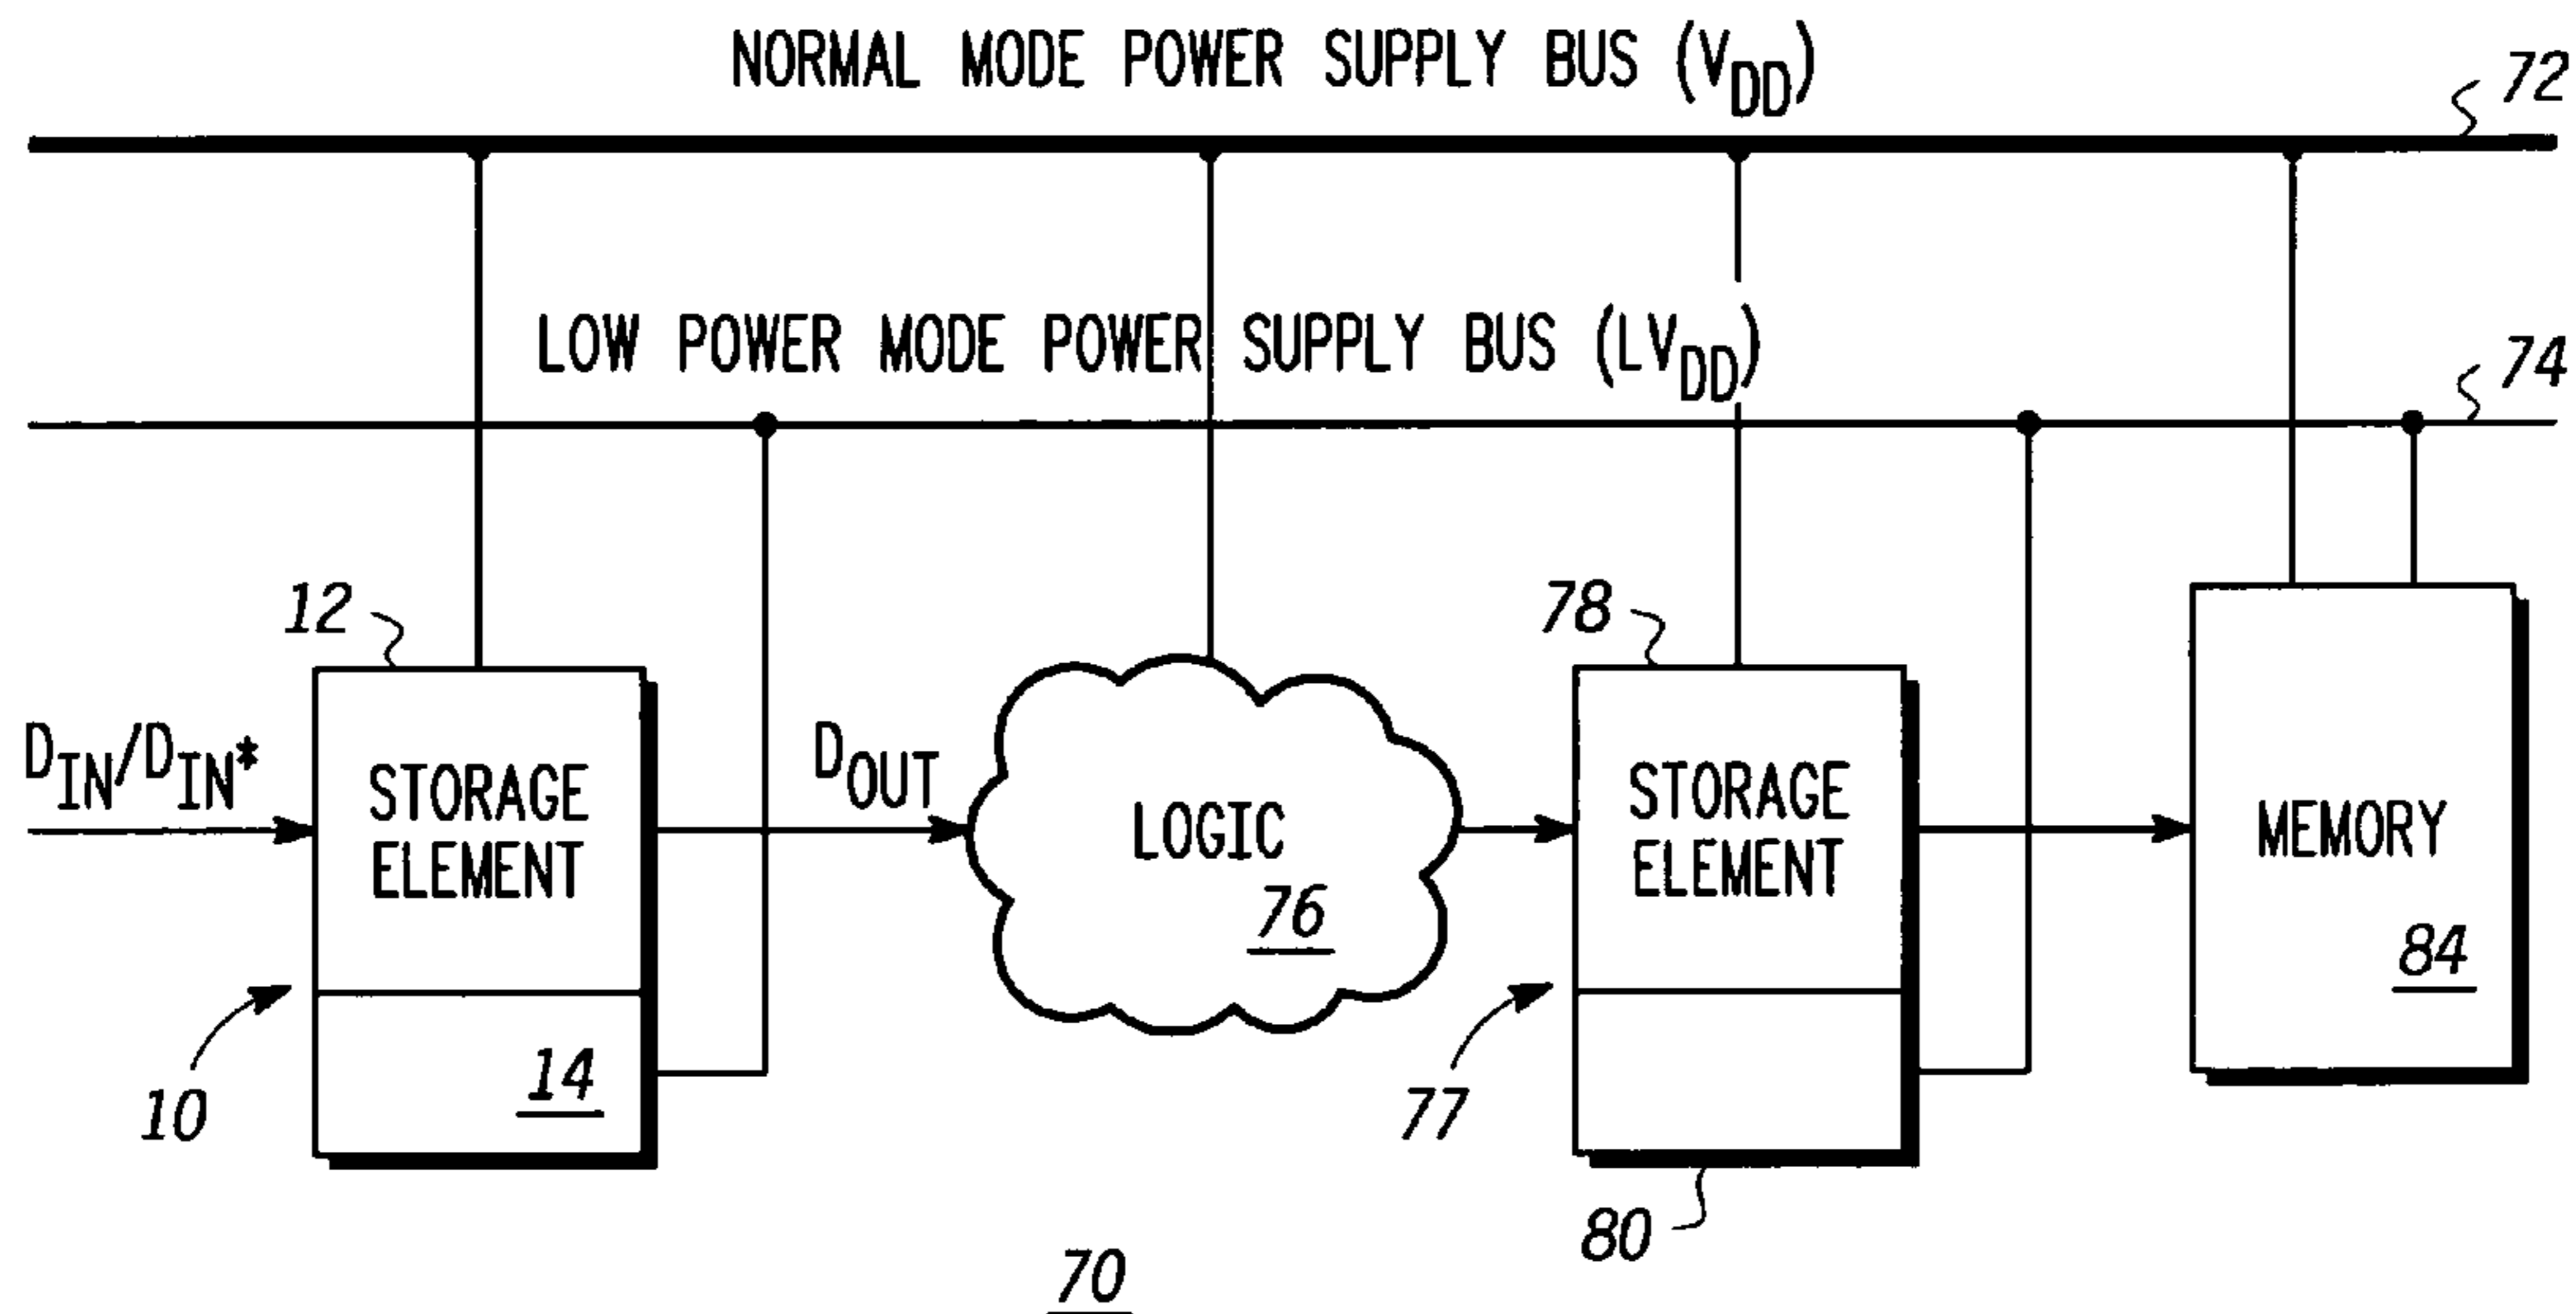 NORMAL MODE POWER SUPPLY BUS (VDD)
72
LOW POWER MODE POWER SUPPLY BUS (LVDD)
74
12
78
DIN/DIN*
STORAGE
ELEMENT
DOUT
LOGIC
76
STORAGE
ELEMENT
MEMORY
84
10
14
77
80
70